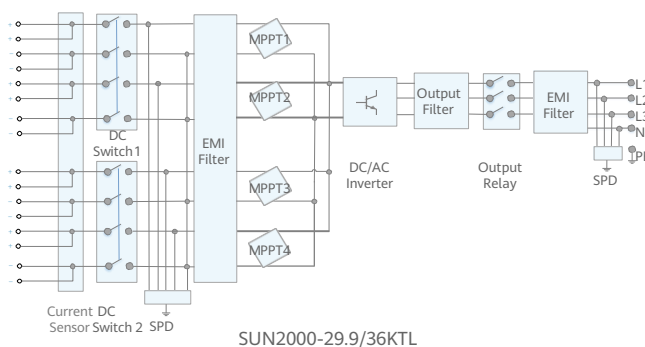 +
+
−
−
+
+
−
−
+
+
−
−
+
+
−
−
DC
Switch 1
EMI
Filter
MPPT1
MPPT2
MPPT3
MPPT4
DC/AC
Inverter
Output
Filter
Output
Relay
EMI
Filter
L1
L2
L3
N
SPD
Current
Sensor
DC
Switch 2
SPD
SUN2000-29.9/36KTL